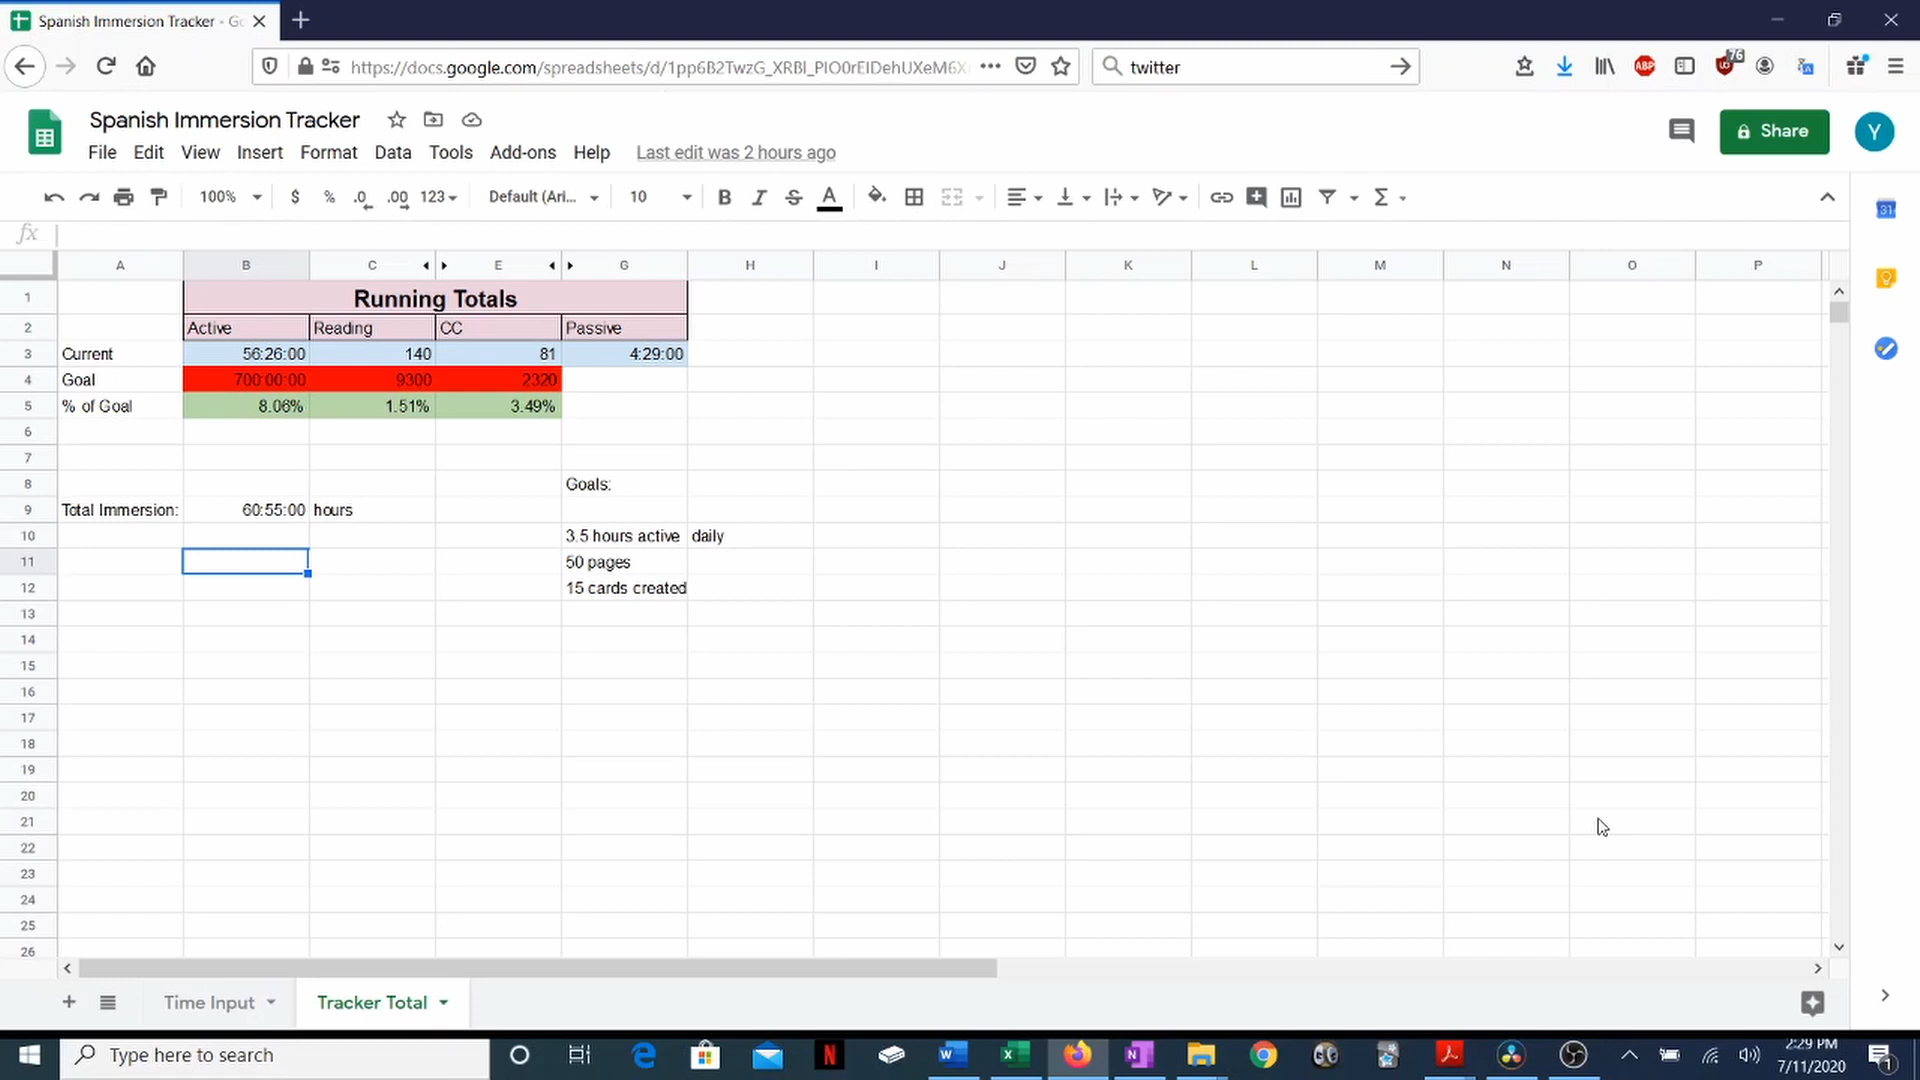 Spanish Immersion Tracker - Go
https://docs.google.com/spreadsheets/d/1pp6B2TwzG_XRBl_PlO0rElDehUXeM6X
twitter
ABP
76
Spanish Immersion Tracker
File Edit View Insert Format Data Tools Add-ons Help Last edit was 2 hours ago
Share
Y
100% $ % .0 .00 123 Default (Ari... 10 B I S A
31
fx
A B C E G H I J K L M N O P
1 Running Totals
2 Active Reading CC Passive
3 Current 56:26:00 140 81 4:29:00
4 Goal 700:00:00 9300 2320
5 % of Goal 8.06% 1.51% 3.49%
6
7
8 Goals:
9 Total Immersion: 60:55:00 hours
10 3.5 hours active daily
11 50 pages
12 15 cards created
13
14
15
16
17
18
19
20
21
22
23
24
25
26
Time Input Tracker Total
Type here to search
2:29 PM
7/11/2020
1